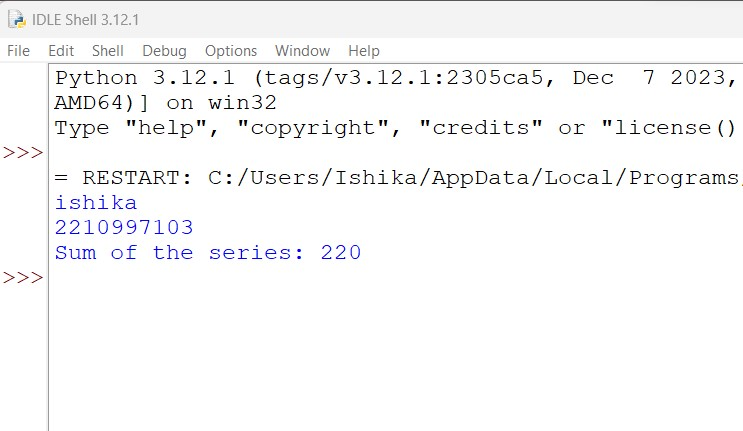 IDLE Shell 3.12.1
File Edit Shell Debug Options Window Help
Python 3.12.1 (tags/v3.12.1:2305ca5, Dec  7 2023,
AMD64)] on win32
Type "help", "copyright", "credits" or "license()
>>>
= RESTART: C:/Users/Ishika/AppData/Local/Programs
ishika
2210997103
Sum of the series: 220
>>>